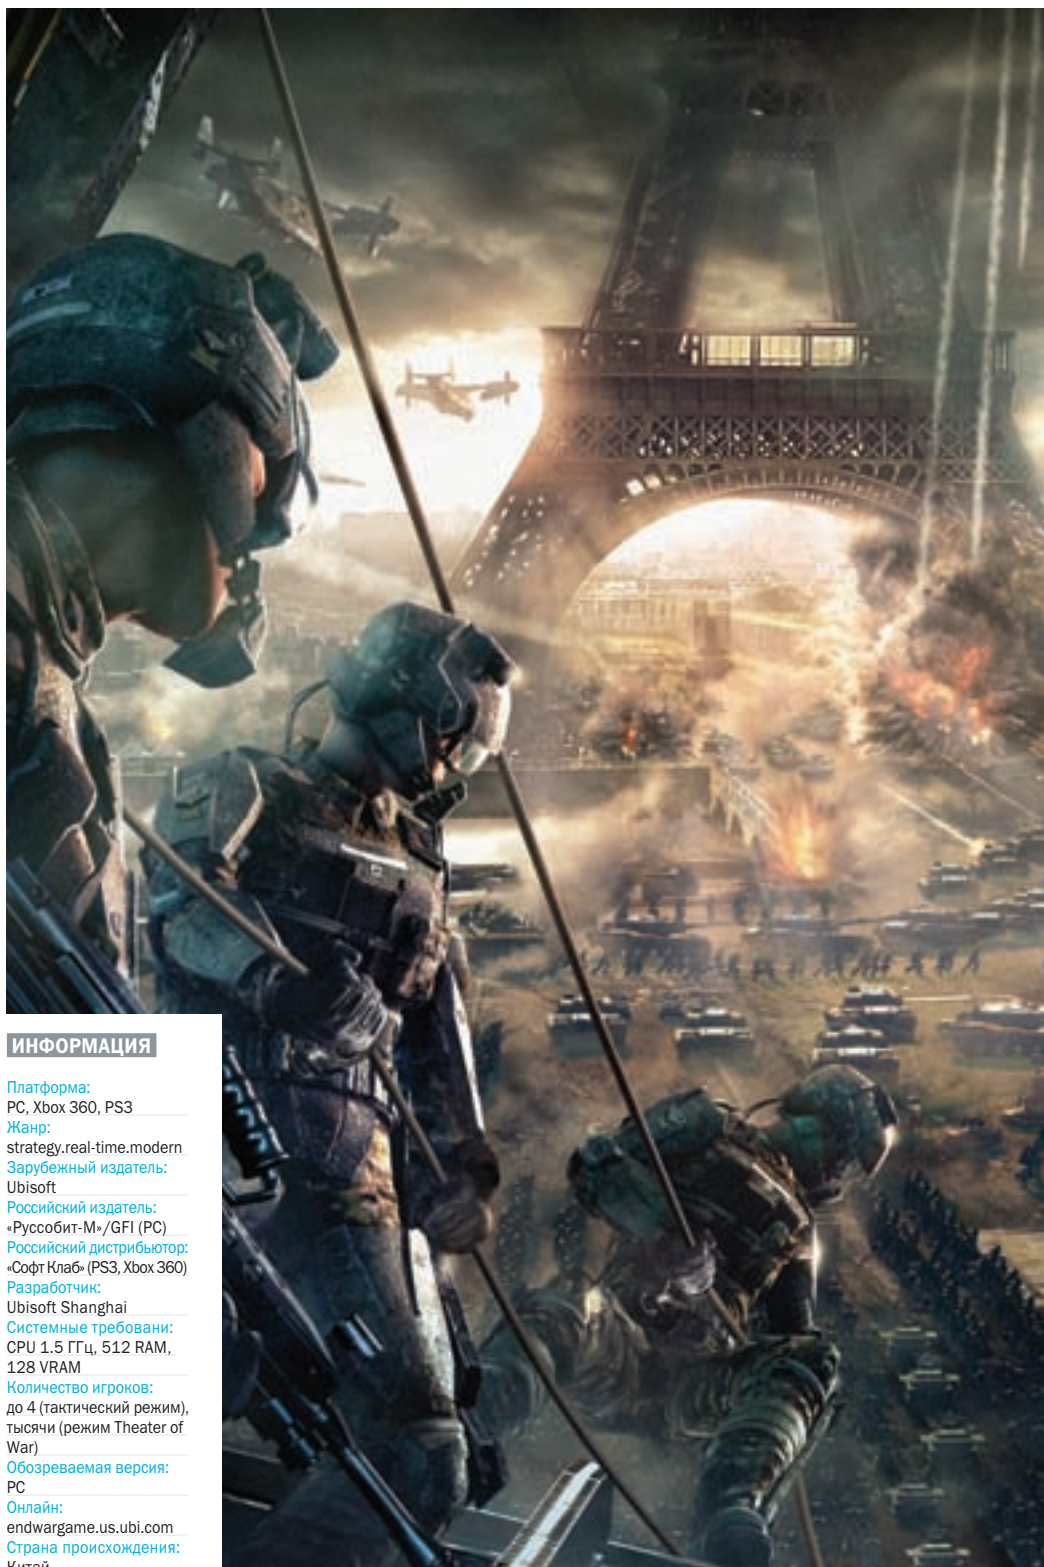 ИНФОРМАЦИЯ
Платформа:
PC, Xbox 360, PS3
Жанр:
strategy.real-time.modern
Зарубежный издатель:
Ubisoft
Российский издатель:
«Руссобит-М»/GFI (PC)
Российский дистрибьютор:
«Софт Клаб» (PS3, Xbox 360)
Разработчик:
Ubisoft Shanghai
Системные требовани:
CPU 1.5 ГГц, 512 RAM,
128 VRAM
Количество игроков:
до 4 (тактический режим),
тысячи (режим Theater of
War)
Обозреваемая версия:
PC
Онлайн:
endwargame.us.ubi.com
Страна происхождения:
Китай